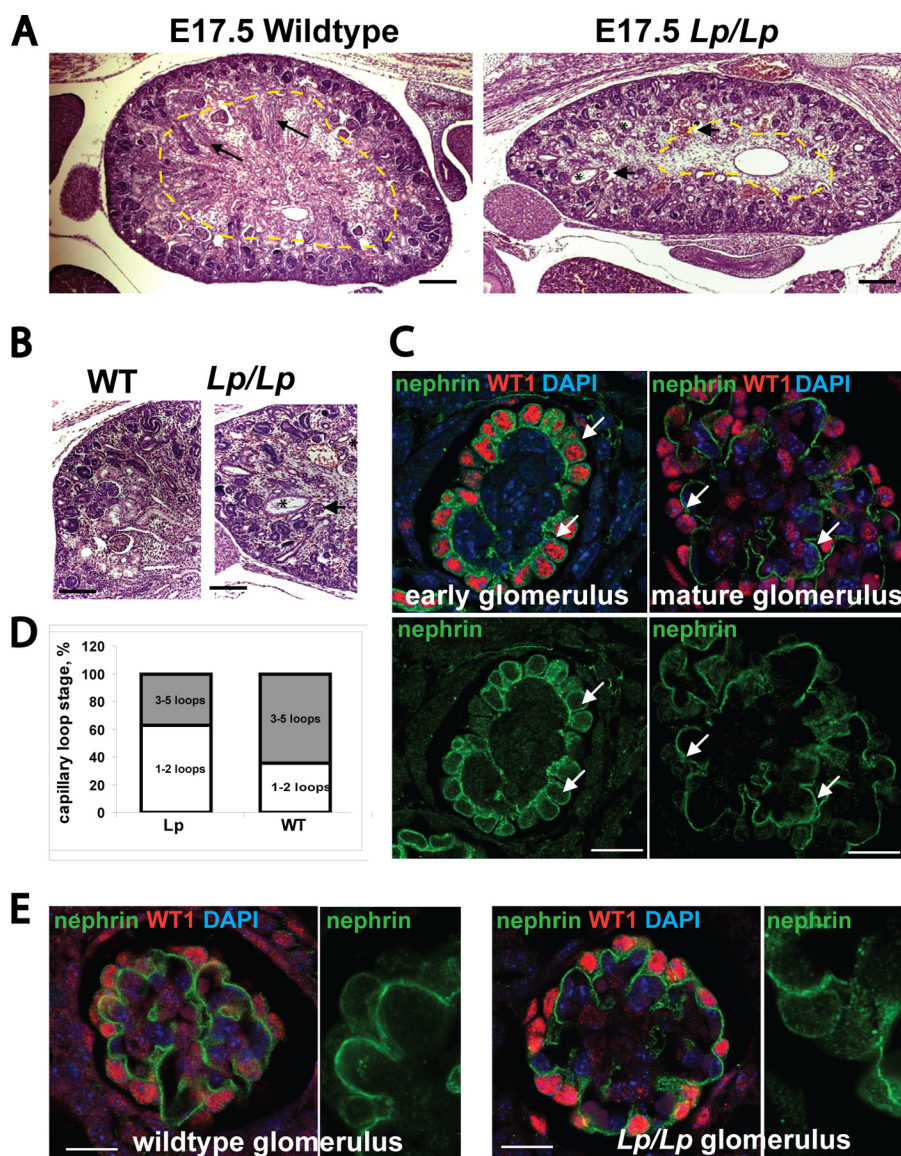 A
E17.5 Wildtype
E17.5 Lp/Lp
*
*
B
WT
Lp/Lp
*
*
C
nephrin WT1 DAPI
early glomerulus
nephrin WT1 DAPI
mature glomerulus
nephrin
nephrin
D
capillary loop stage, %
120
100
80
60
40
20
0
3-5 loops
1-2 loops
3-5 loops
1-2 loops
Lp
WT
E
nephrin WT1 DAPI
nephrin
wildtype glomerulus
nephrin WT1 DAPI
nephrin
Lp/Lp glomerulus